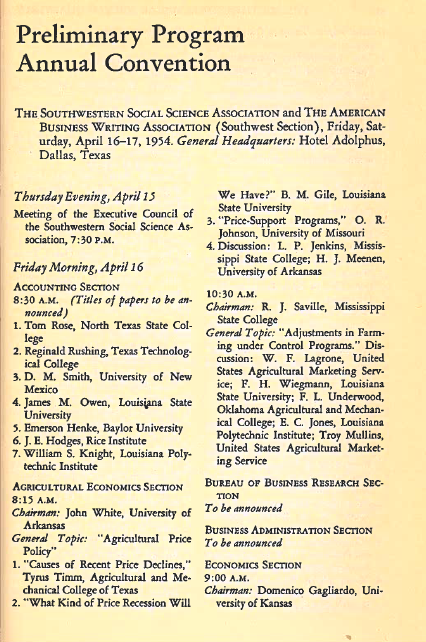 Preliminary Program
Annual Convention
THE SOUTHWESTERN SOCIAL SCIENCE ASSOCIATION and THE AMERICAN
BUSINESS WRITING ASSOCIATION (Southwest Section), Friday, Sat-
urday, April 16–17, 1954. General Headquarters: Hotel Adolphus,
Dallas, Texas
Thursday Evening, April 15
Meeting of the Executive Council of
the Southwestern Social Science As-
sociation, 7:30 P.M.
Friday Morning, April 16
ACCOUNTING SECTION
8:30 A.M. (Titles of papers to be an-
nounced)
1. Tom Rose, North Texas State Col-
lege
2. Reginald Rushing, Texas Technolog-
ical College
3. D. M. Smith, University of New
Mexico
4. James M. Owen, Louisiana State
University
5. Emerson Henke, Baylor University
6. J. E. Hodges, Rice Institute
7. William S. Knight, Louisiana Poly-
technic Institute
AGRICULTURAL ECONOMICS SECTION
8:15 A.M.
Chairman: John White, University of
Arkansas
General Topic: "Agricultural Price
Policy"
1. "Causes of Recent Price Declines,"
Tyrus Timm, Agricultural and Me-
chanical College of Texas
2. "What Kind of Price Recession Will
We Have?" B. M. Gile, Louisiana
State University
3. "Price-Support Programs," O. R.
Johnson, University of Missouri
4. Discussion: L. P. Jenkins, Missis-
sippi State College; H. J. Meenen,
University of Arkansas
10:30 A.M.
Chairman: R. J. Saville, Mississippi
State College
General Topic: "Adjustments in Farm-
ing under Control Programs." Dis-
cussion: W. F. Lagrone, United
States Agricultural Marketing Serv-
ice; F. H. Wiegmann, Louisiana
State University; F. L. Underwood,
Oklahoma Agricultural and Mechan-
ical College; E. C. Jones, Louisiana
Polytechnic Institute; Troy Mullins,
United States Agricultural Market-
ing Service
BUREAU OF BUSINESS RESEARCH SEC-
TION
To be announced
BUSINESS ADMINISTRATION SECTION
To be announced
ECONOMICS SECTION
9:00 A.M.
Chairman: Domenico Gagliardo, Uni-
versity of Kansas